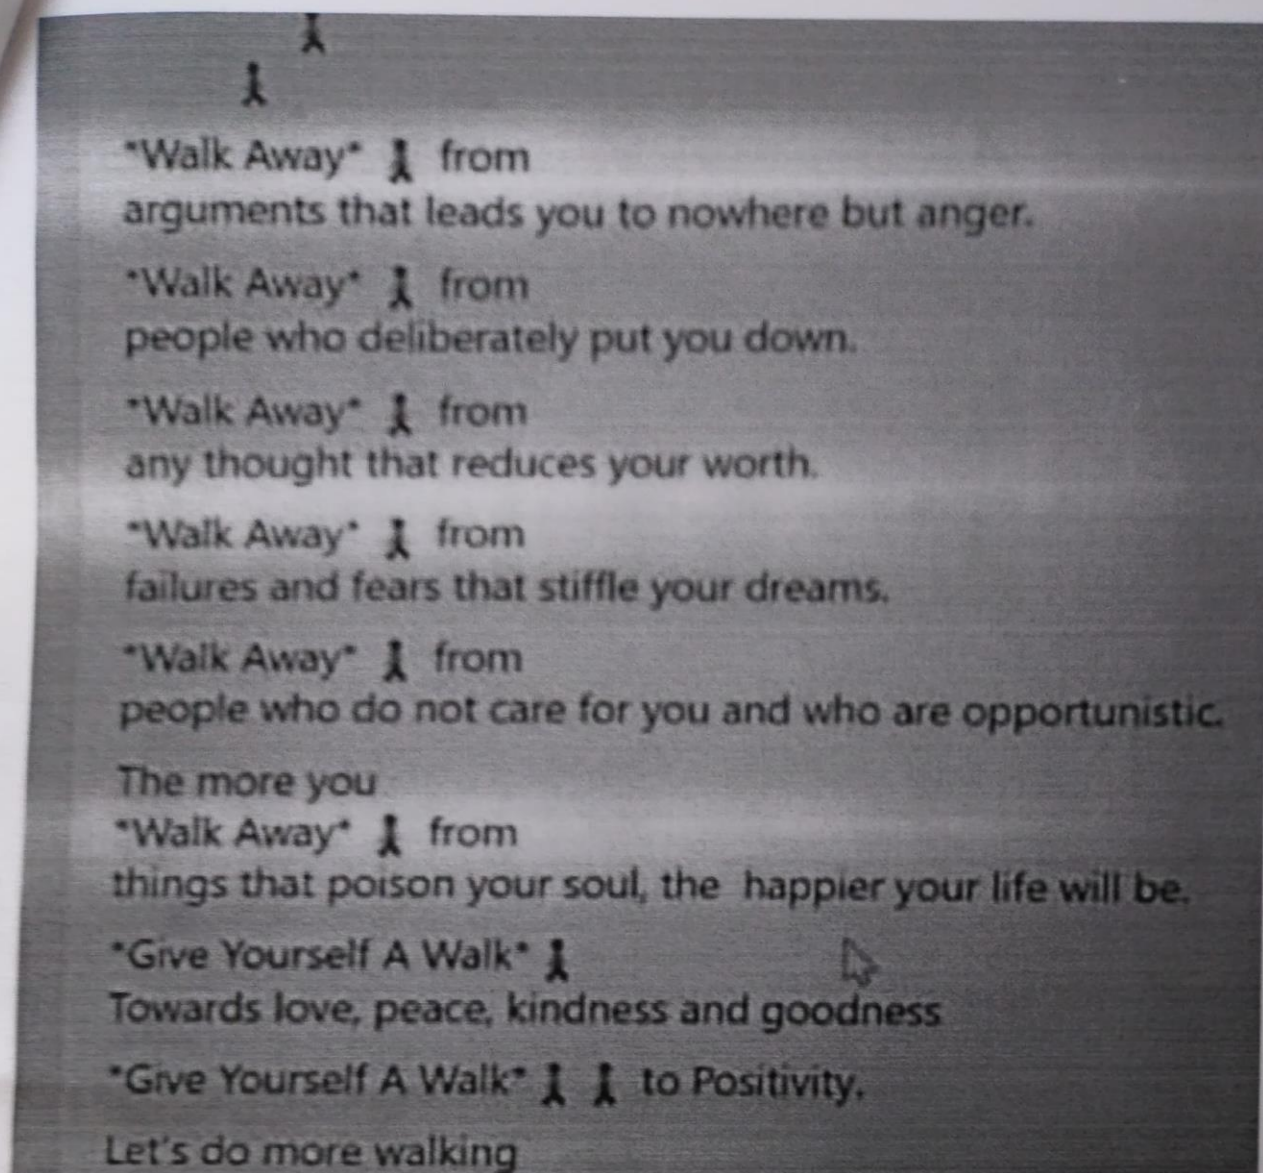 *Walk Away* 🚶 from
arguments that leads you to nowhere but anger.
*Walk Away* 🚶 from
people who deliberately put you down.
*Walk Away* 🚶 from
any thought that reduces your worth.
*Walk Away* 🚶 from
failures and fears that stiffle your dreams.
*Walk Away* 🚶 from
people who do not care for you and who are opportunistic.
The more you
*Walk Away* 🚶 from
things that poison your soul, the happier your life will be.
*Give Yourself A Walk* 🚶
Towards love, peace, kindness and goodness
*Give Yourself A Walk* 🚶 🚶 to Positivity.
Let's do more walking